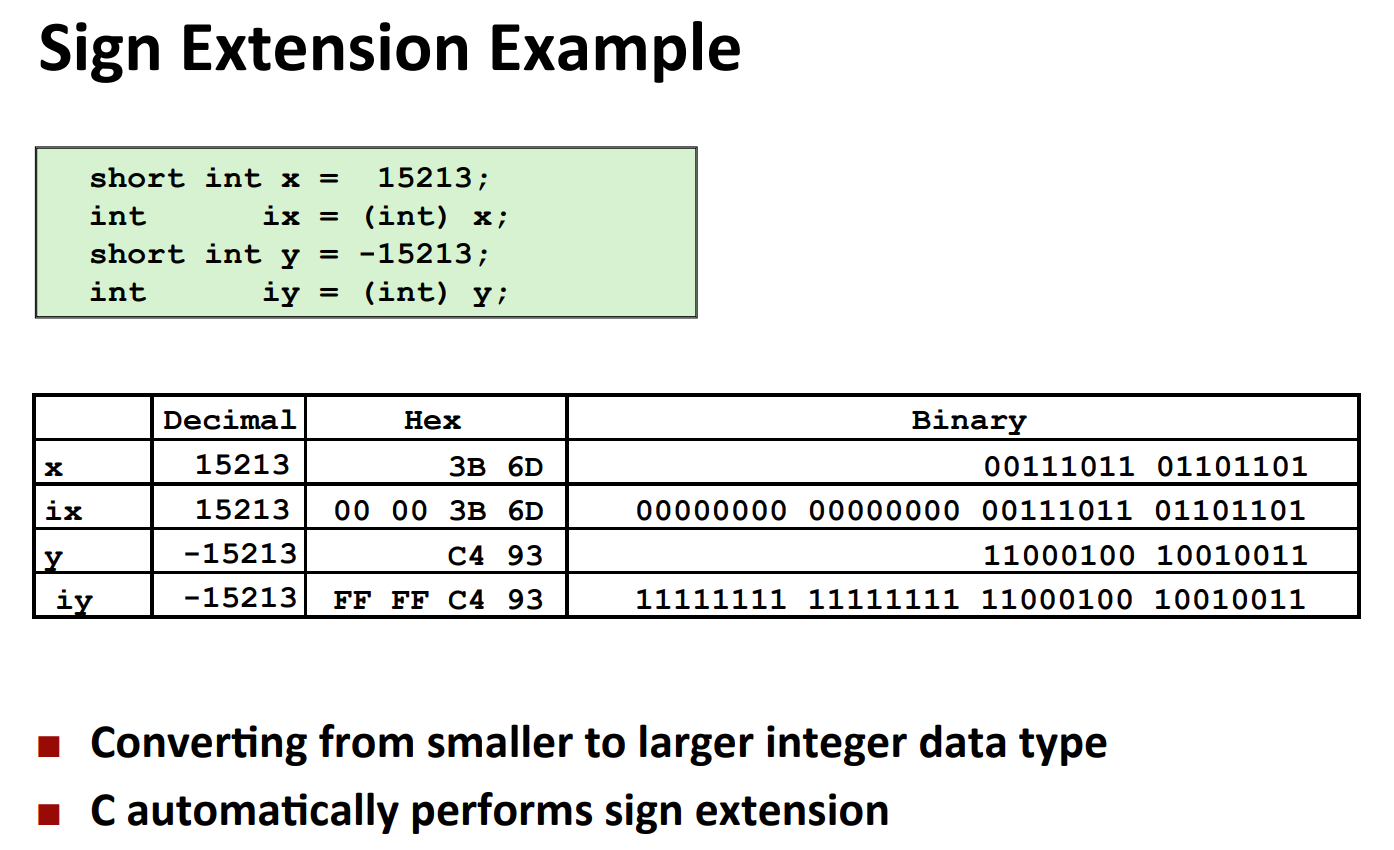 Sign Extension Example
short int x =  15213;
int      ix = (int) x;
short int y = -15213;
int      iy = (int) y;
Decimal Hex Binary
x 15213 3B 6D 00111011 01101101
ix 15213 00 00 3B 6D 00000000 00000000 00111011 01101101
y -15213 C4 93 11000100 10010011
iy -15213 FF FF C4 93 11111111 11111111 11000100 10010011
Converting from smaller to larger integer data type
C automatically performs sign extension